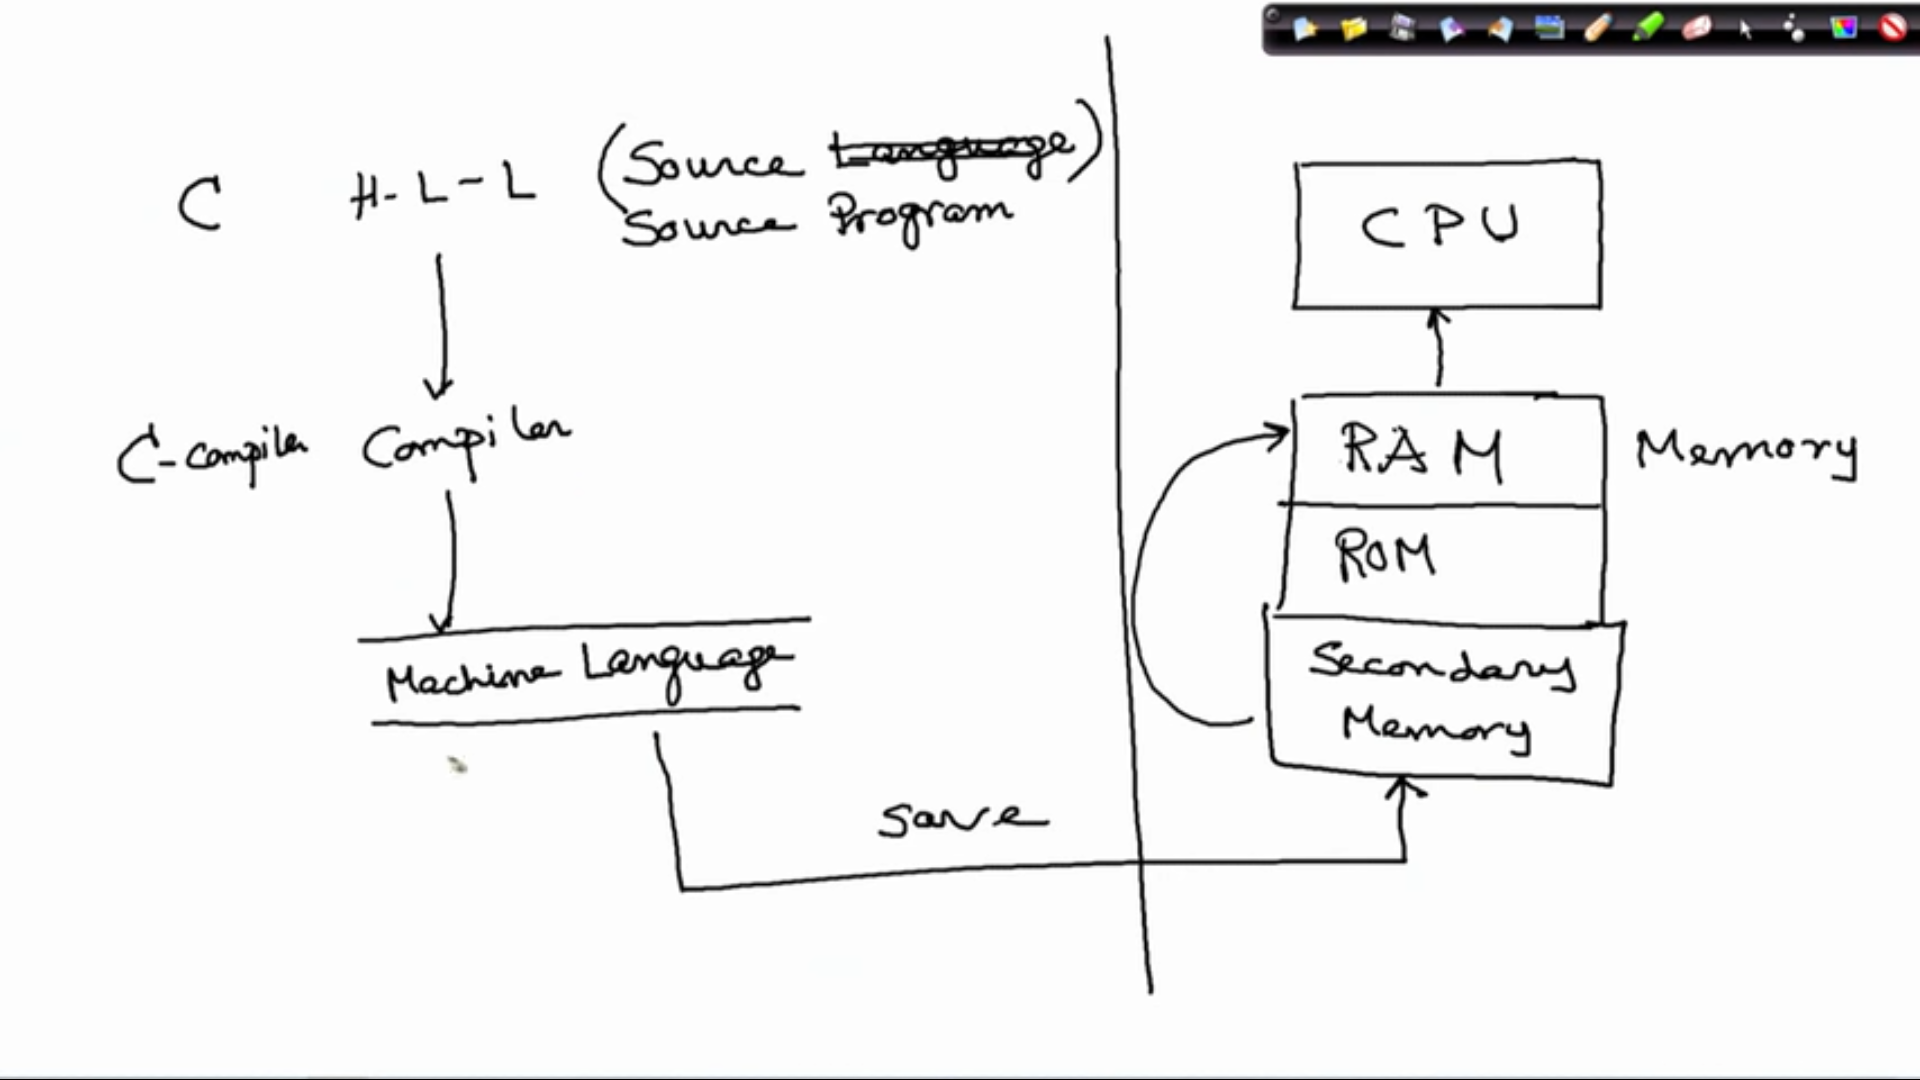 C H-L-L (Source Language)
Source Program
C-compiler Compiler
Machine Language
Save
CPU
RAM Memory
ROM
Secondary
Memory